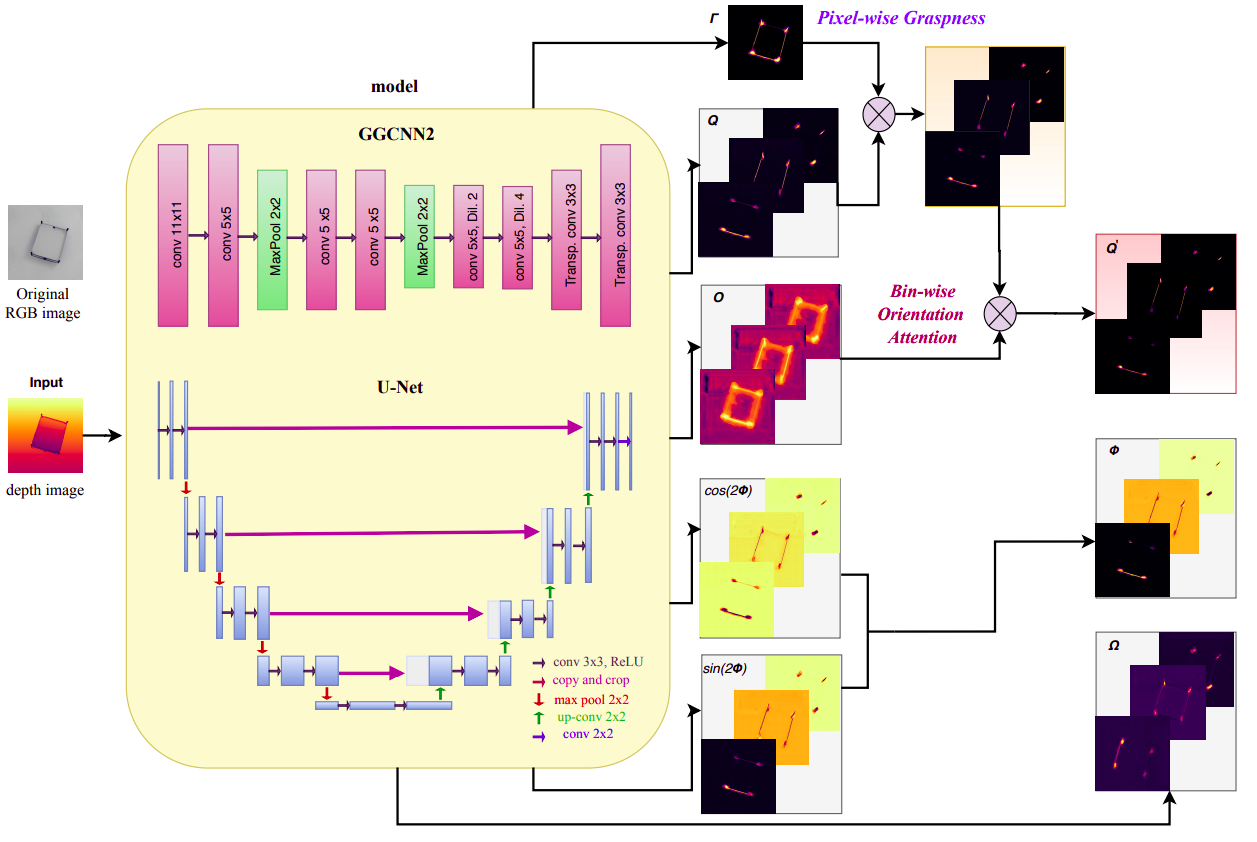 Γ
Pixel-wise Graspness
model
GGCNN2
conv 11x11
conv 5x5
MaxPool 2x2
conv 5 x5
conv 5 x5
MaxPool 2x2
conv 5x5, Dil. 2
conv 5x5, Dil. 4
Transp. conv 3x3
Transp. conv 3x3
Original
RGB image
Input
depth image
U-Net
conv 3x3, ReLU
copy and crop
max pool 2x2
up-conv 2x2
conv 2x2
Q
O
Bin-wise
Orientation
Attention
Q'
cos(2Φ)
sin(2Φ)
Φ
Ω